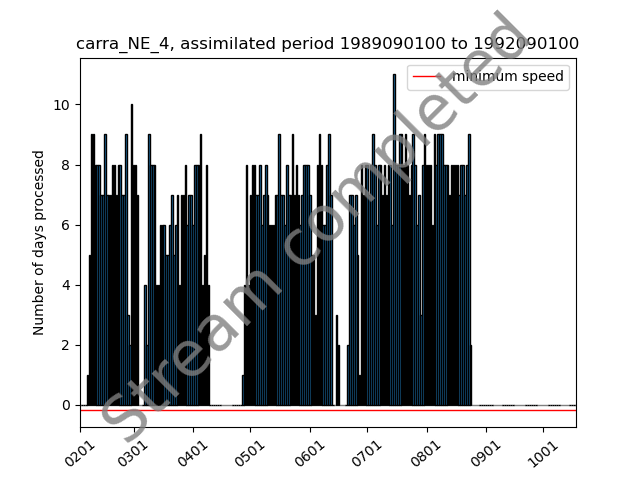 carra_NE_4, assimilated period 1989090100 to 1992090100
minimum speed
Number of days processed
10
8
6
4
2
0
0201 0301 0401 0501 0601 0701 0801 0901 1001
Stream completed